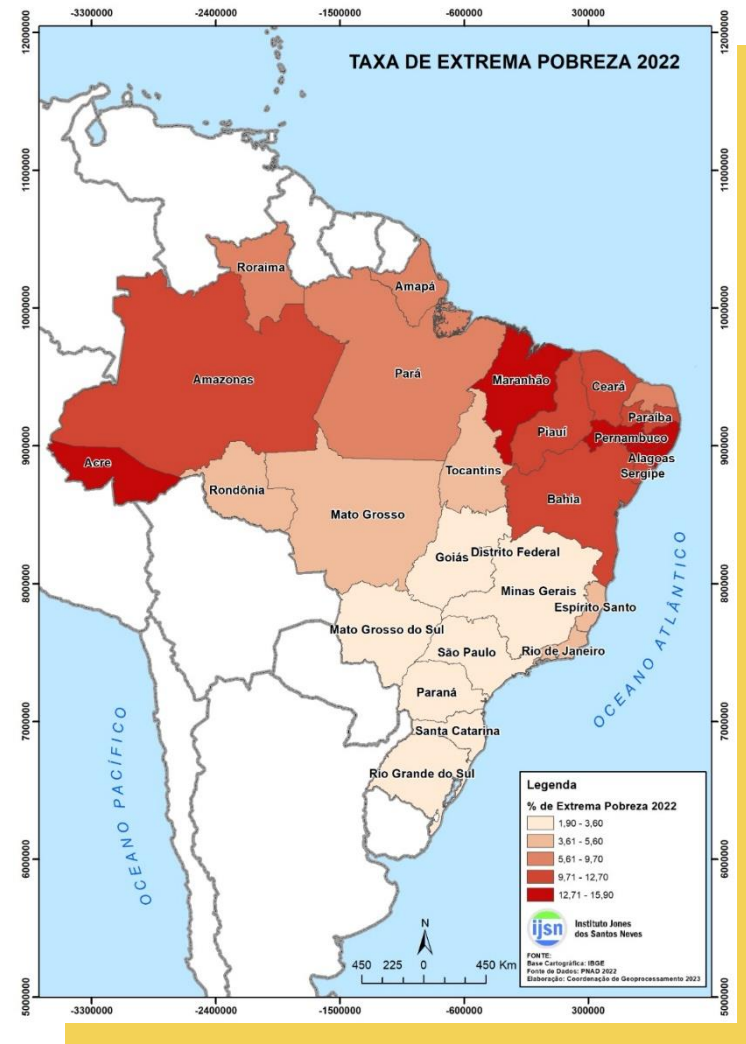 -3300000 -2400000 -1500000 -600000 300000
12000000 12000000
TAXA DE EXTREMA POBREZA 2022
11000000 11000000
Roraima
Amapá
10000000 10000000
Amazonas
Pará
Maranhão
Ceará
Paraíba
Piauí
Pernambuco
9000000 9000000
Acre
Alagoas
Tocantins
Sergipe
Rondônia
Bahia
Mato Grosso
Goiás
Distrito Federal
8000000 8000000
Minas Gerais
Espírito Santo
Mato Grosso do Sul
São Paulo
Rio de Janeiro
OCEANO ATLÂNTICO
Paraná
7000000 7000000
Santa Catarina
OCEANO PACÍFICO
Rio Grande do Sul
Legenda
% de Extrema Pobreza 2022
1,90 - 3,60
3,61 - 5,60
5,61 - 9,70
9,71 - 12,70
12,71 - 15,90
6000000 6000000
ijsn
Instituto Jones
dos Santos Neves
N
450 225 0 450 Km
FONTE:
Base Cartográfica: IBGE
Fonte de Dados: PNAD 2022
Elaboração: Coordenação de Geoprocessamento 2023
5000000 5000000
-3300000 -2400000 -1500000 -600000 300000